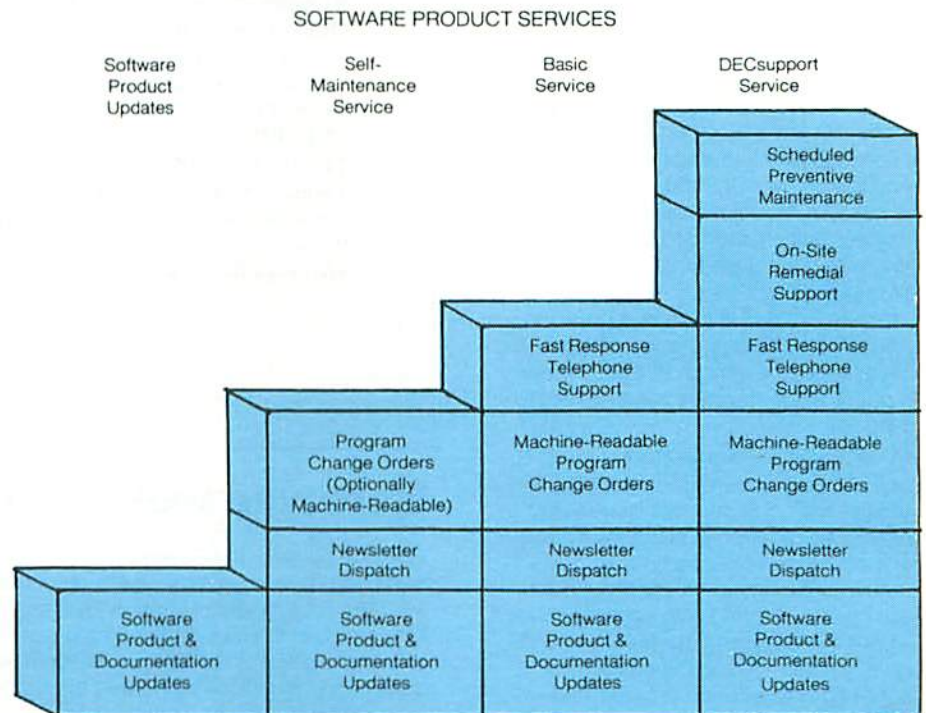 SOFTWARE PRODUCT SERVICES
Software
Product
Updates
Self-
Maintenance
Service
Basic
Service
DECsupport
Service
Scheduled
Preventive
Maintenance
On-Site
Remedial
Support
Fast Response
Telephone
Support
Fast Response
Telephone
Support
Program
Change Orders
(Optionally
Machine-Readable)
Machine-Readable
Program
Change Orders
Machine-Readable
Program
Change Orders
Newsletter
Dispatch
Newsletter
Dispatch
Newsletter
Dispatch
Software
Product &
Documentation
Updates
Software
Product &
Documentation
Updates
Software
Product &
Documentation
Updates
Software
Product &
Documentation
Updates